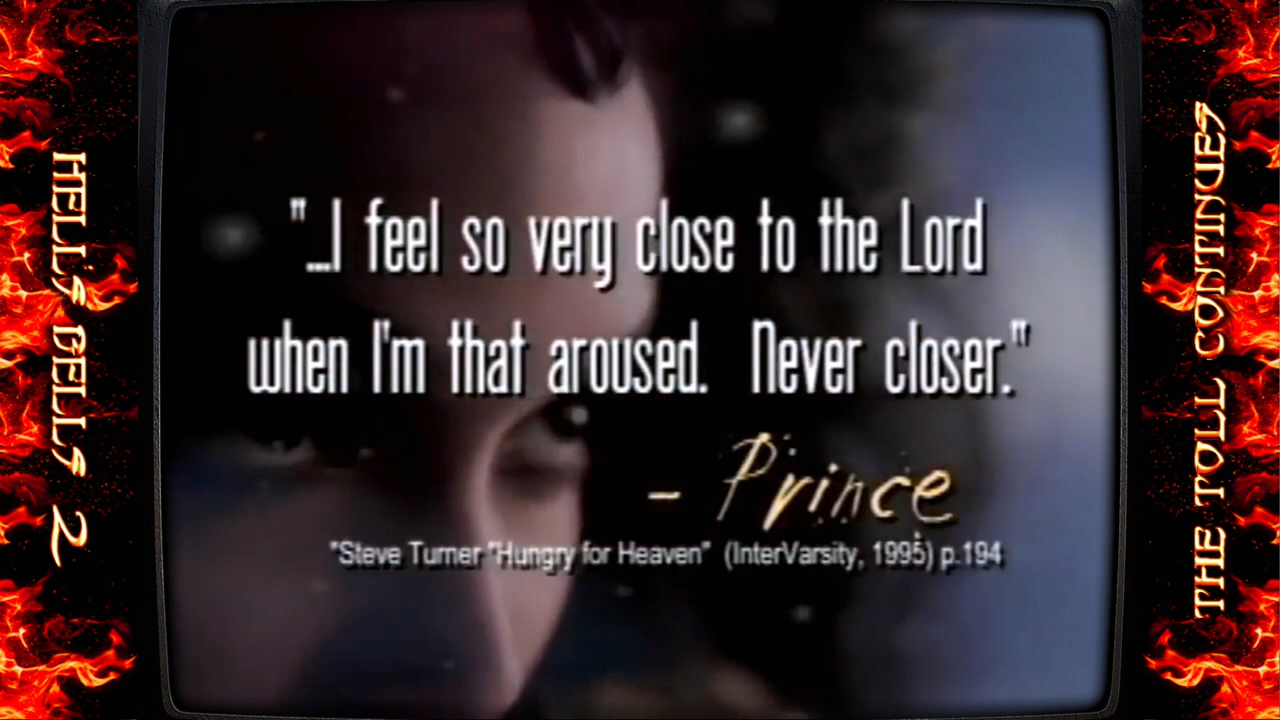 HELL'S BELLS 2
"...I feel so very close to the Lord
when I'm that aroused. Never closer."
- Prince
"Steve Turner "Hungry for Heaven" (InterVarsity, 1995) p.194
THE TOLL CONTINUES